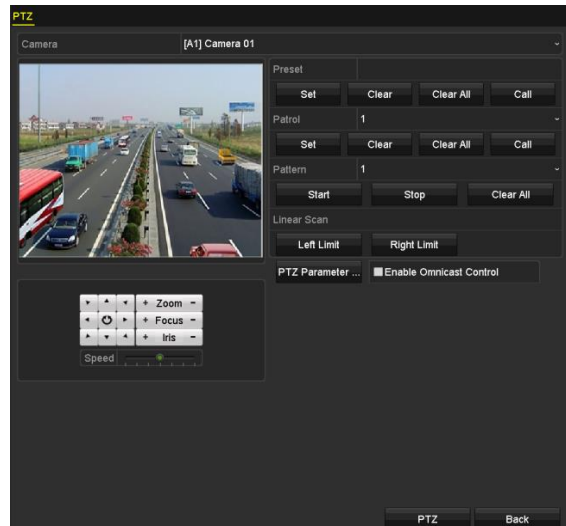 PTZ
Camera [A1] Camera 01
Preset
Set Clear Clear All Call
Patrol 1
Set Clear Clear All Call
Pattern 1
Start Stop Clear All
Linear Scan
Left Limit Right Limit
PTZ Parameter ... Enable Omnicast Control
+ Zoom -
+ Focus -
+ Iris -
Speed
PTZ Back